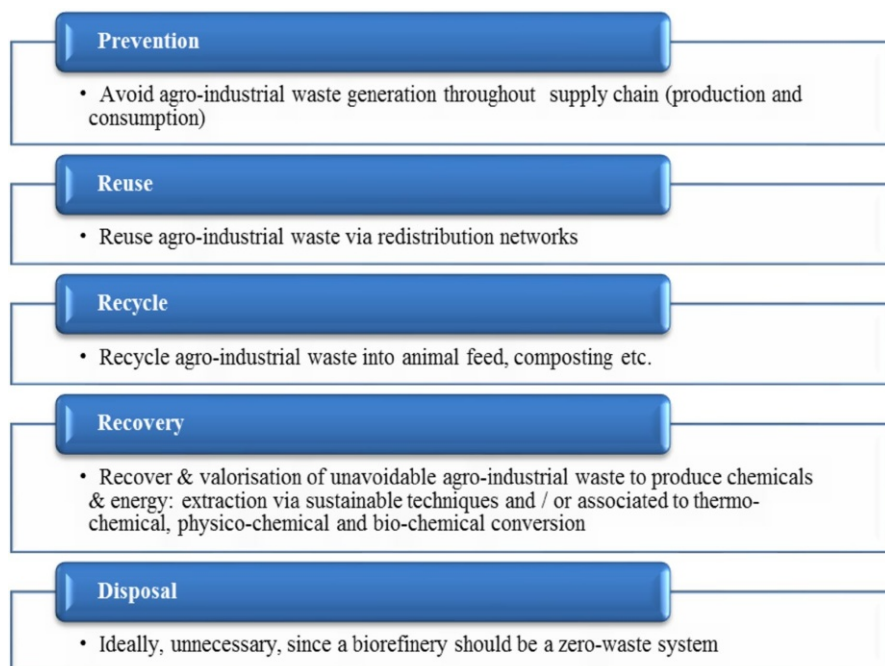 Prevention
• Avoid agro-industrial waste generation throughout supply chain (production and
consumption)
Reuse
• Reuse agro-industrial waste via redistribution networks
Recycle
• Recycle agro-industrial waste into animal feed, composting etc.
Recovery
• Recover & valorisation of unavoidable agro-industrial waste to produce chemicals
& energy: extraction via sustainable techniques and / or associated to thermo-
chemical, physico-chemical and bio-chemical conversion
Disposal
• Ideally, unnecessary, since a biorefinery should be a zero-waste system